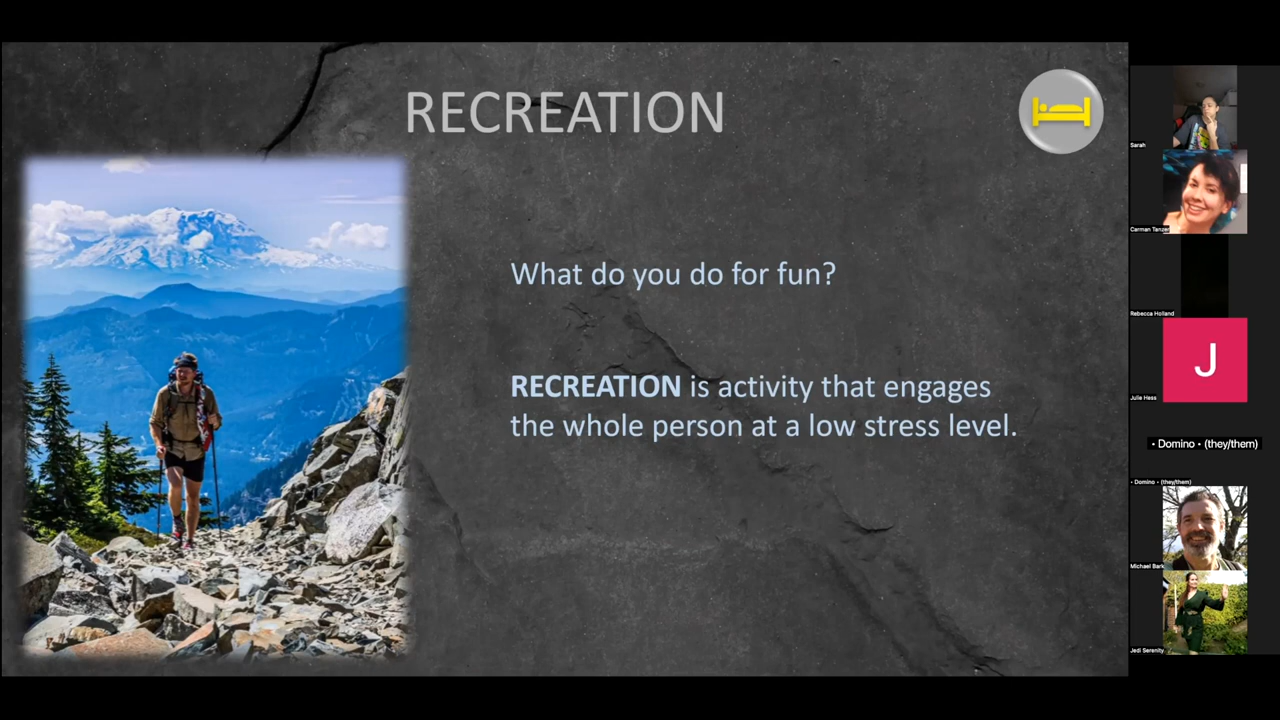 RECREATION
What do you do for fun?
RECREATION is activity that engages
the whole person at a low stress level.
Sarah
Carman Tanzer
Rebecca Holland
J
Julie Hess
• Domino • (they/them)
• Domino • (they/them)
Michael Bark
Jedi Serenity